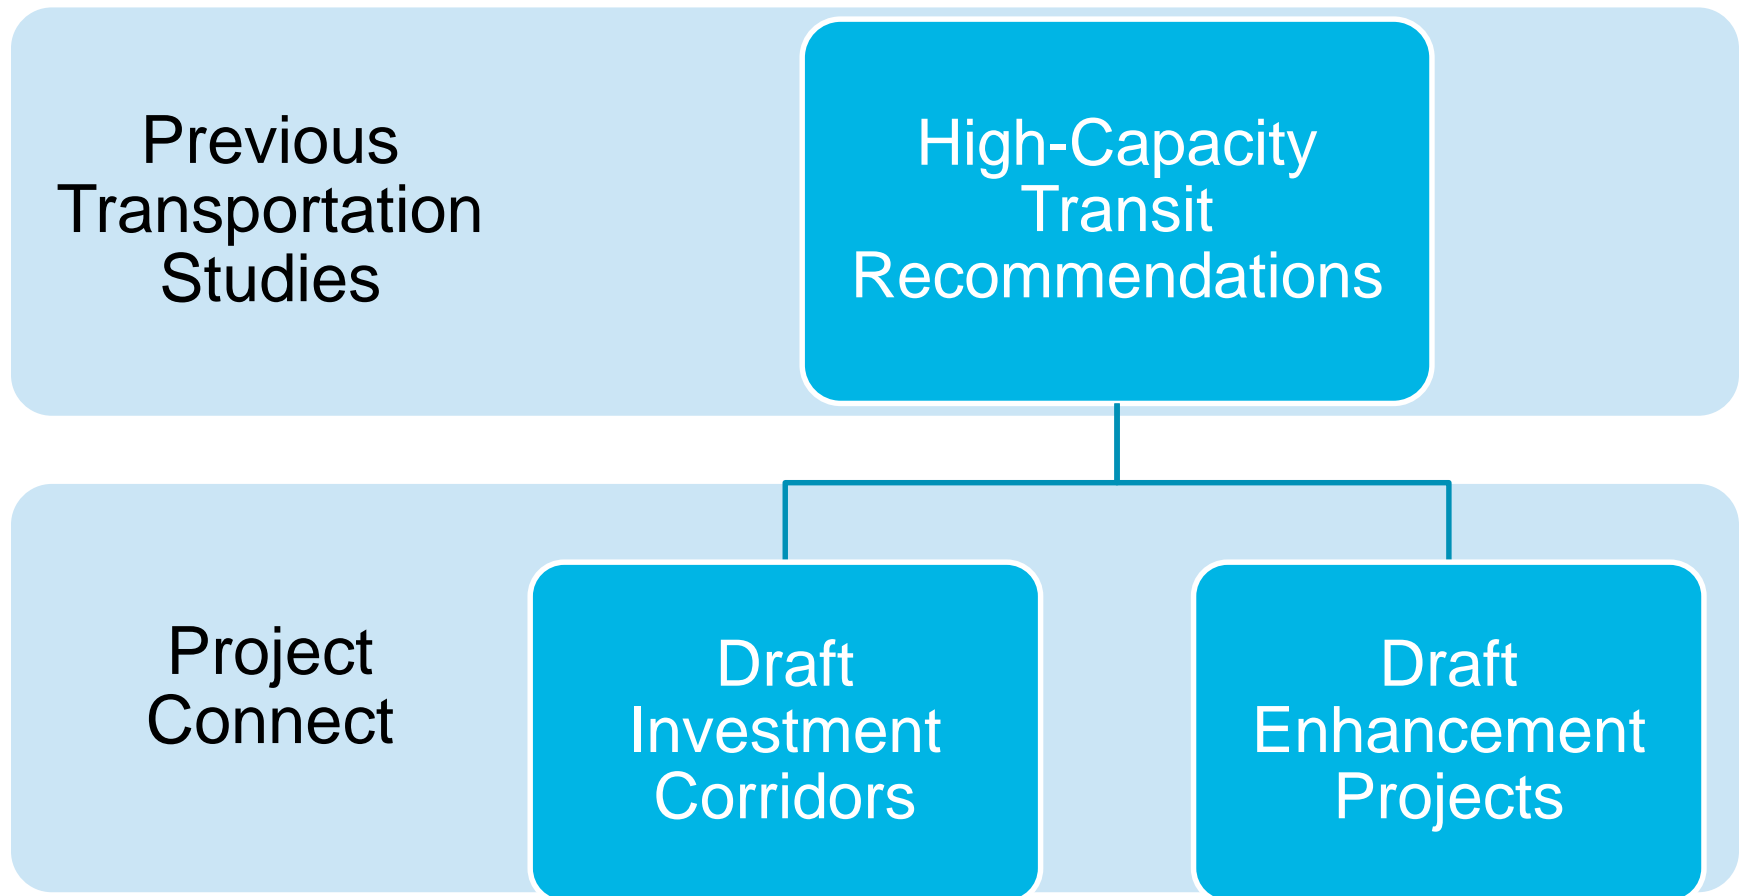 Previous
Transportation
Studies
High-Capacity
Transit
Recommendations
Project
Connect
Draft
Investment
Corridors
Draft
Enhancement
Projects